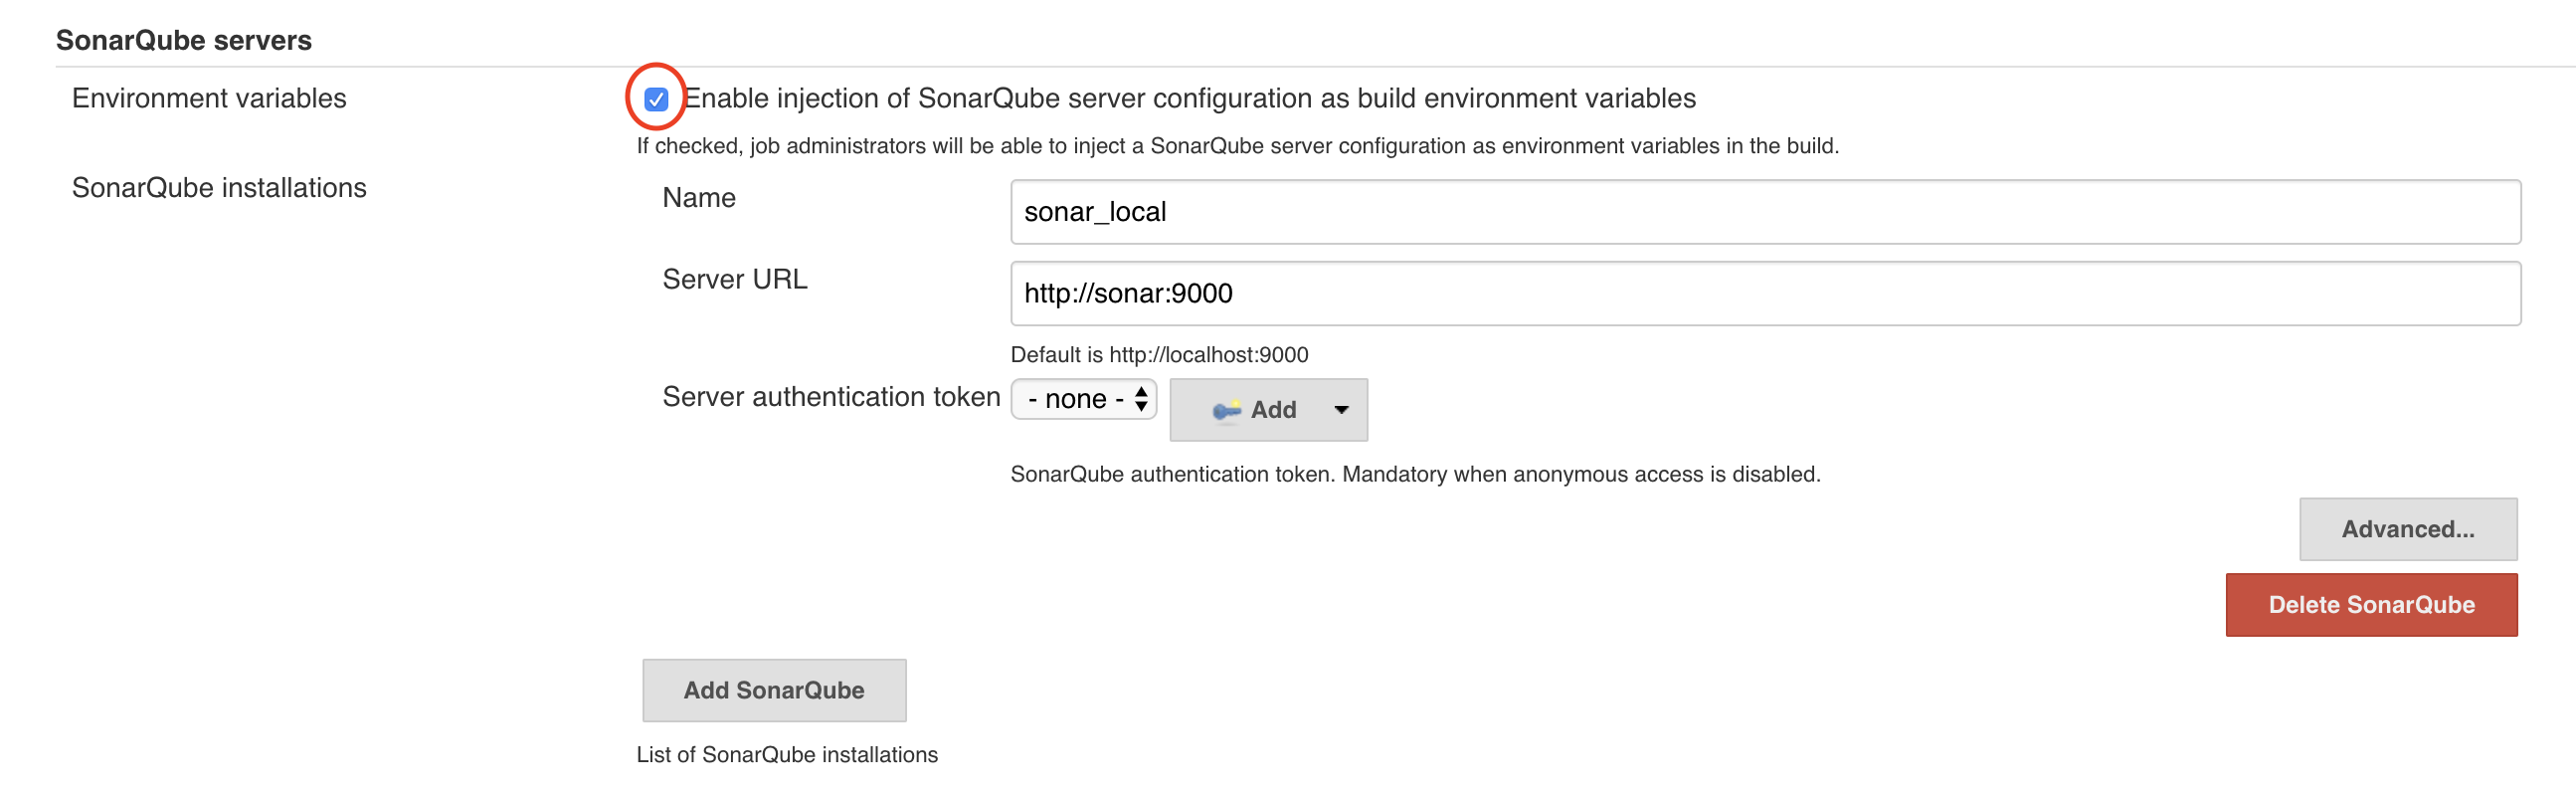 SonarQube servers
Environment variables
Enable injection of SonarQube server configuration as build environment variables
If checked, job administrators will be able to inject a SonarQube server configuration as environment variables in the build.
SonarQube installations
Name
sonar_local
Server URL
http://sonar:9000
Default is http://localhost:9000
Server authentication token
- none -
Add
SonarQube authentication token. Mandatory when anonymous access is disabled.
Advanced...
Delete SonarQube
Add SonarQube
List of SonarQube installations